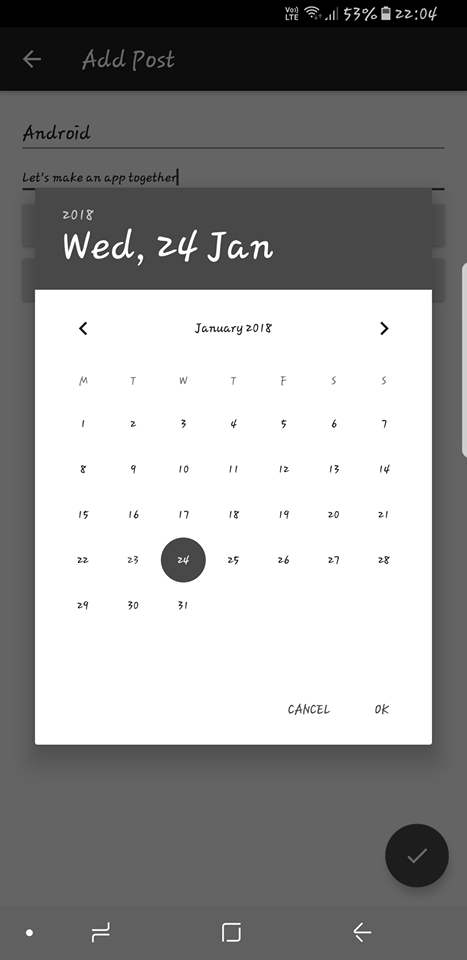 Vo)) LTE 53% 22:04
Add Post
Android
Let's make an app together
2018
Wed, 24 Jan
January 2018
M T W T F S S
1 2 3 4 5 6 7
8 9 10 11 12 13 14
15 16 17 18 19 20 21
22 23 24 25 26 27 28
29 30 31
CANCEL OK